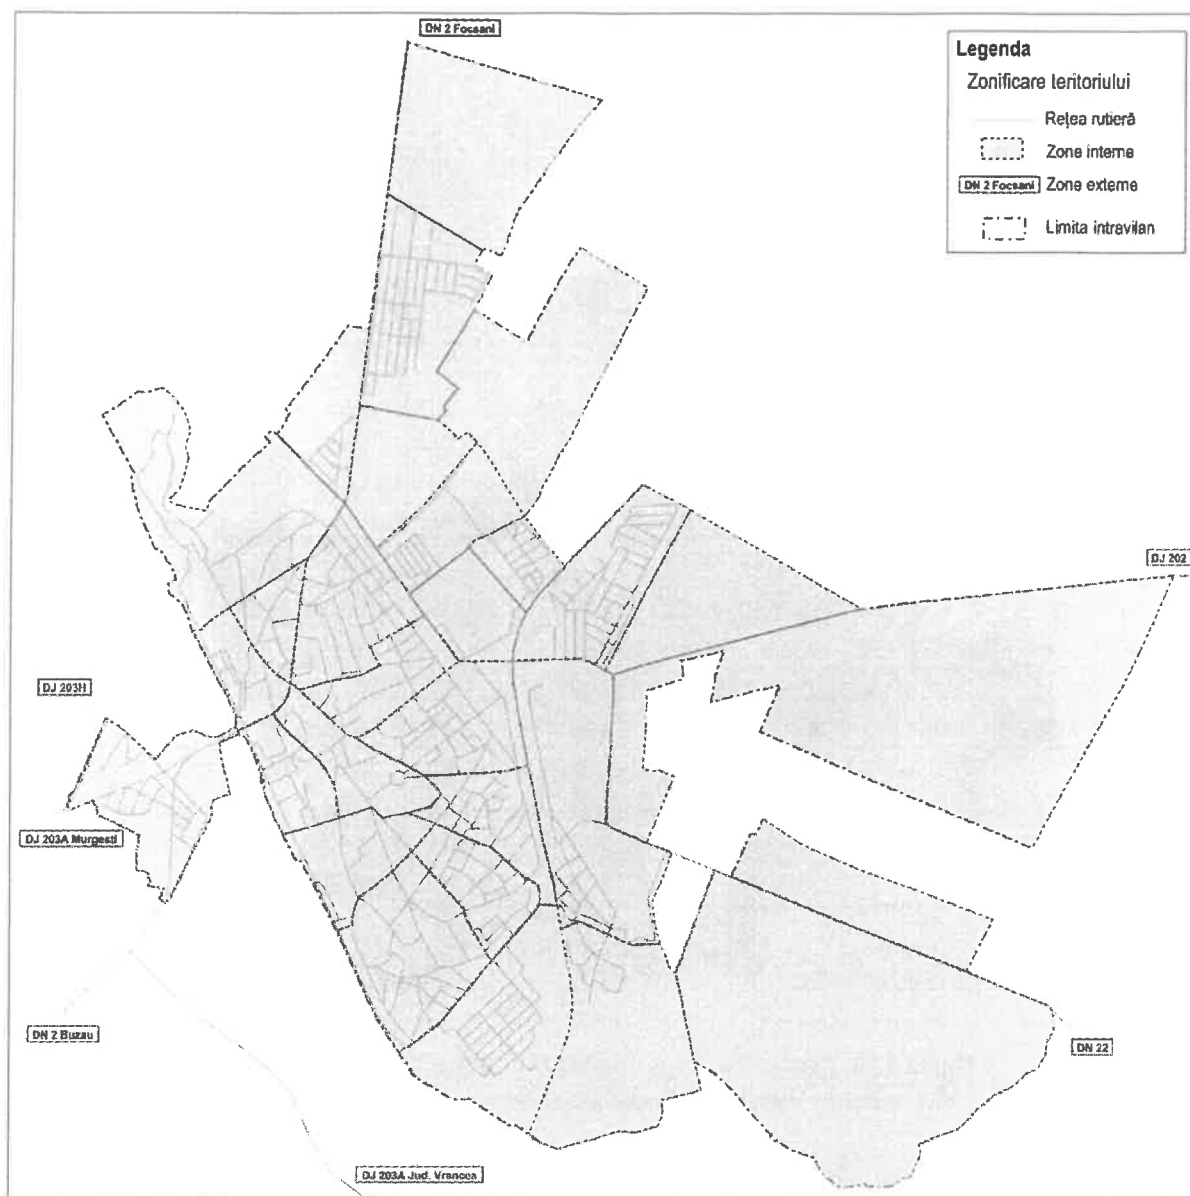 DN 2 Focsani
Legenda
Zonificare teritoriului
Rețea rutieră
Zone interne
DN 2 Focsani Zone externe
Limita intravilan
DJ 202
DJ 203H
DJ 203A Murgesti
DN 2 Buzau
DN 22
DJ 203A Jud. Vrancea